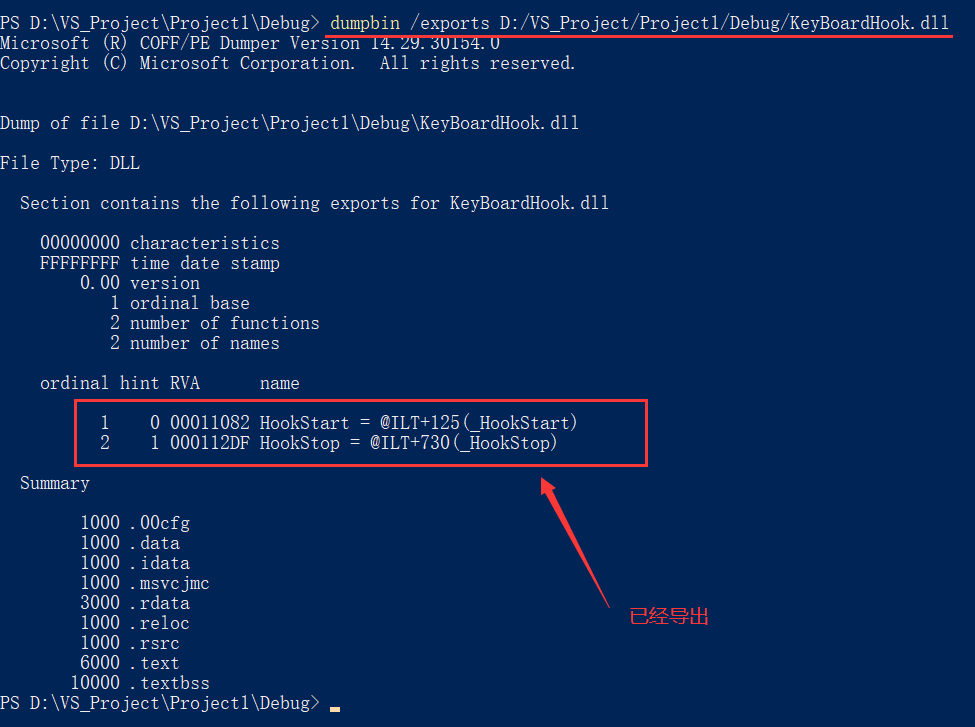 PS D:\VS_Project\Project1\Debug> dumpbin /exports D:/VS_Project/Project1/Debug/KeyBoardHook.dll
Microsoft (R) COFF/PE Dumper Version 14.29.30154.0
Copyright (C) Microsoft Corporation.  All rights reserved.
Dump of file D:\VS_Project\Project1\Debug\KeyBoardHook.dll
File Type: DLL
Section contains the following exports for KeyBoardHook.dll
00000000 characteristics
FFFFFFFF time date stamp
0.00 version
1 ordinal base
2 number of functions
2 number of names
ordinal hint RVA      name
1    0 00011082 HookStart = @ILT+125(_HookStart)
2    1 000112DF HookStop = @ILT+730(_HookStop)
Summary
1000 .00cfg
1000 .data
1000 .idata
1000 .msvcjmc
3000 .rdata
1000 .reloc
1000 .rsrc
6000 .text
10000 .textbss
已经导出
PS D:\VS_Project\Project1\Debug>